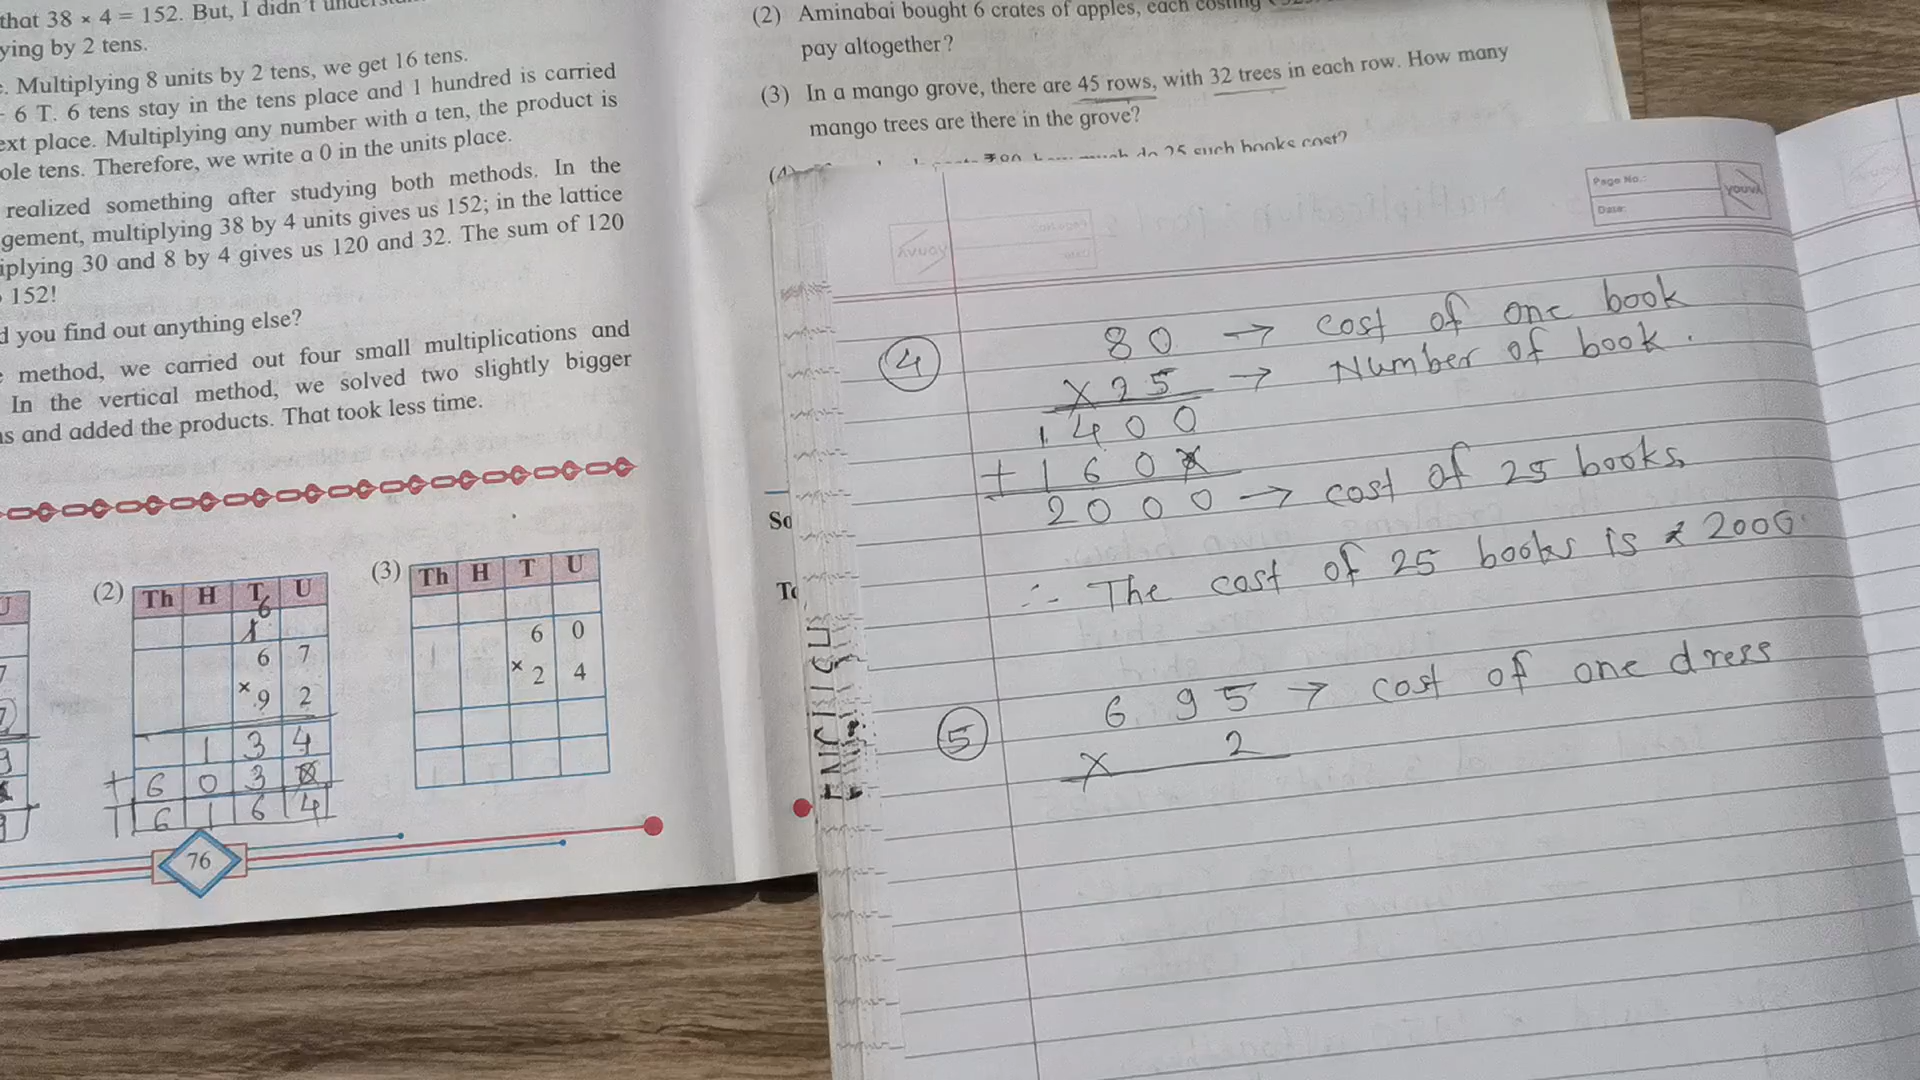 that 38 × 4 = 152. But, I didn't
ying by 2 tens.
. Multiplying 8 units by 2 tens, we get 16 tens.
6 T. 6 tens stay in the tens place and 1 hundred is carried
ext place. Multiplying any number with a ten, the product is
ole tens. Therefore, we write a 0 in the units place.
realized something after studying both methods. In the
gement, multiplying 38 by 4 units gives us 152; in the lattice
iplying 30 and 8 by 4 gives us 120 and 32. The sum of 120
152!
d you find out anything else?
method, we carried out four small multiplications and
In the vertical method, we solved two slightly bigger
s and added the products. That took less time.
(2) Th H T U
6
1
6 7
× 9 2
1 3 4
+ 6 0 3 0
6 1 6 4
(3) Th H T U
6 0
× 2 4
76
(2) Aminabai bought 6 crates of apples, each costing
pay altogether?
(3) In a mango grove, there are 45 rows, with 32 trees in each row. How many
mango trees are there in the grove?
(4) 25 such books cost?
So
Page No.:
Date:
YOUVA
4 80 → cost of one book
× 25 → Number of book.
1 400
+ 1 6 0 x
2 0 0 0 → cost of 25 books
∴ The cost of 25 books is ₹ 2000
5 6 9 5 → cost of one dress
× 2
ENGLISH